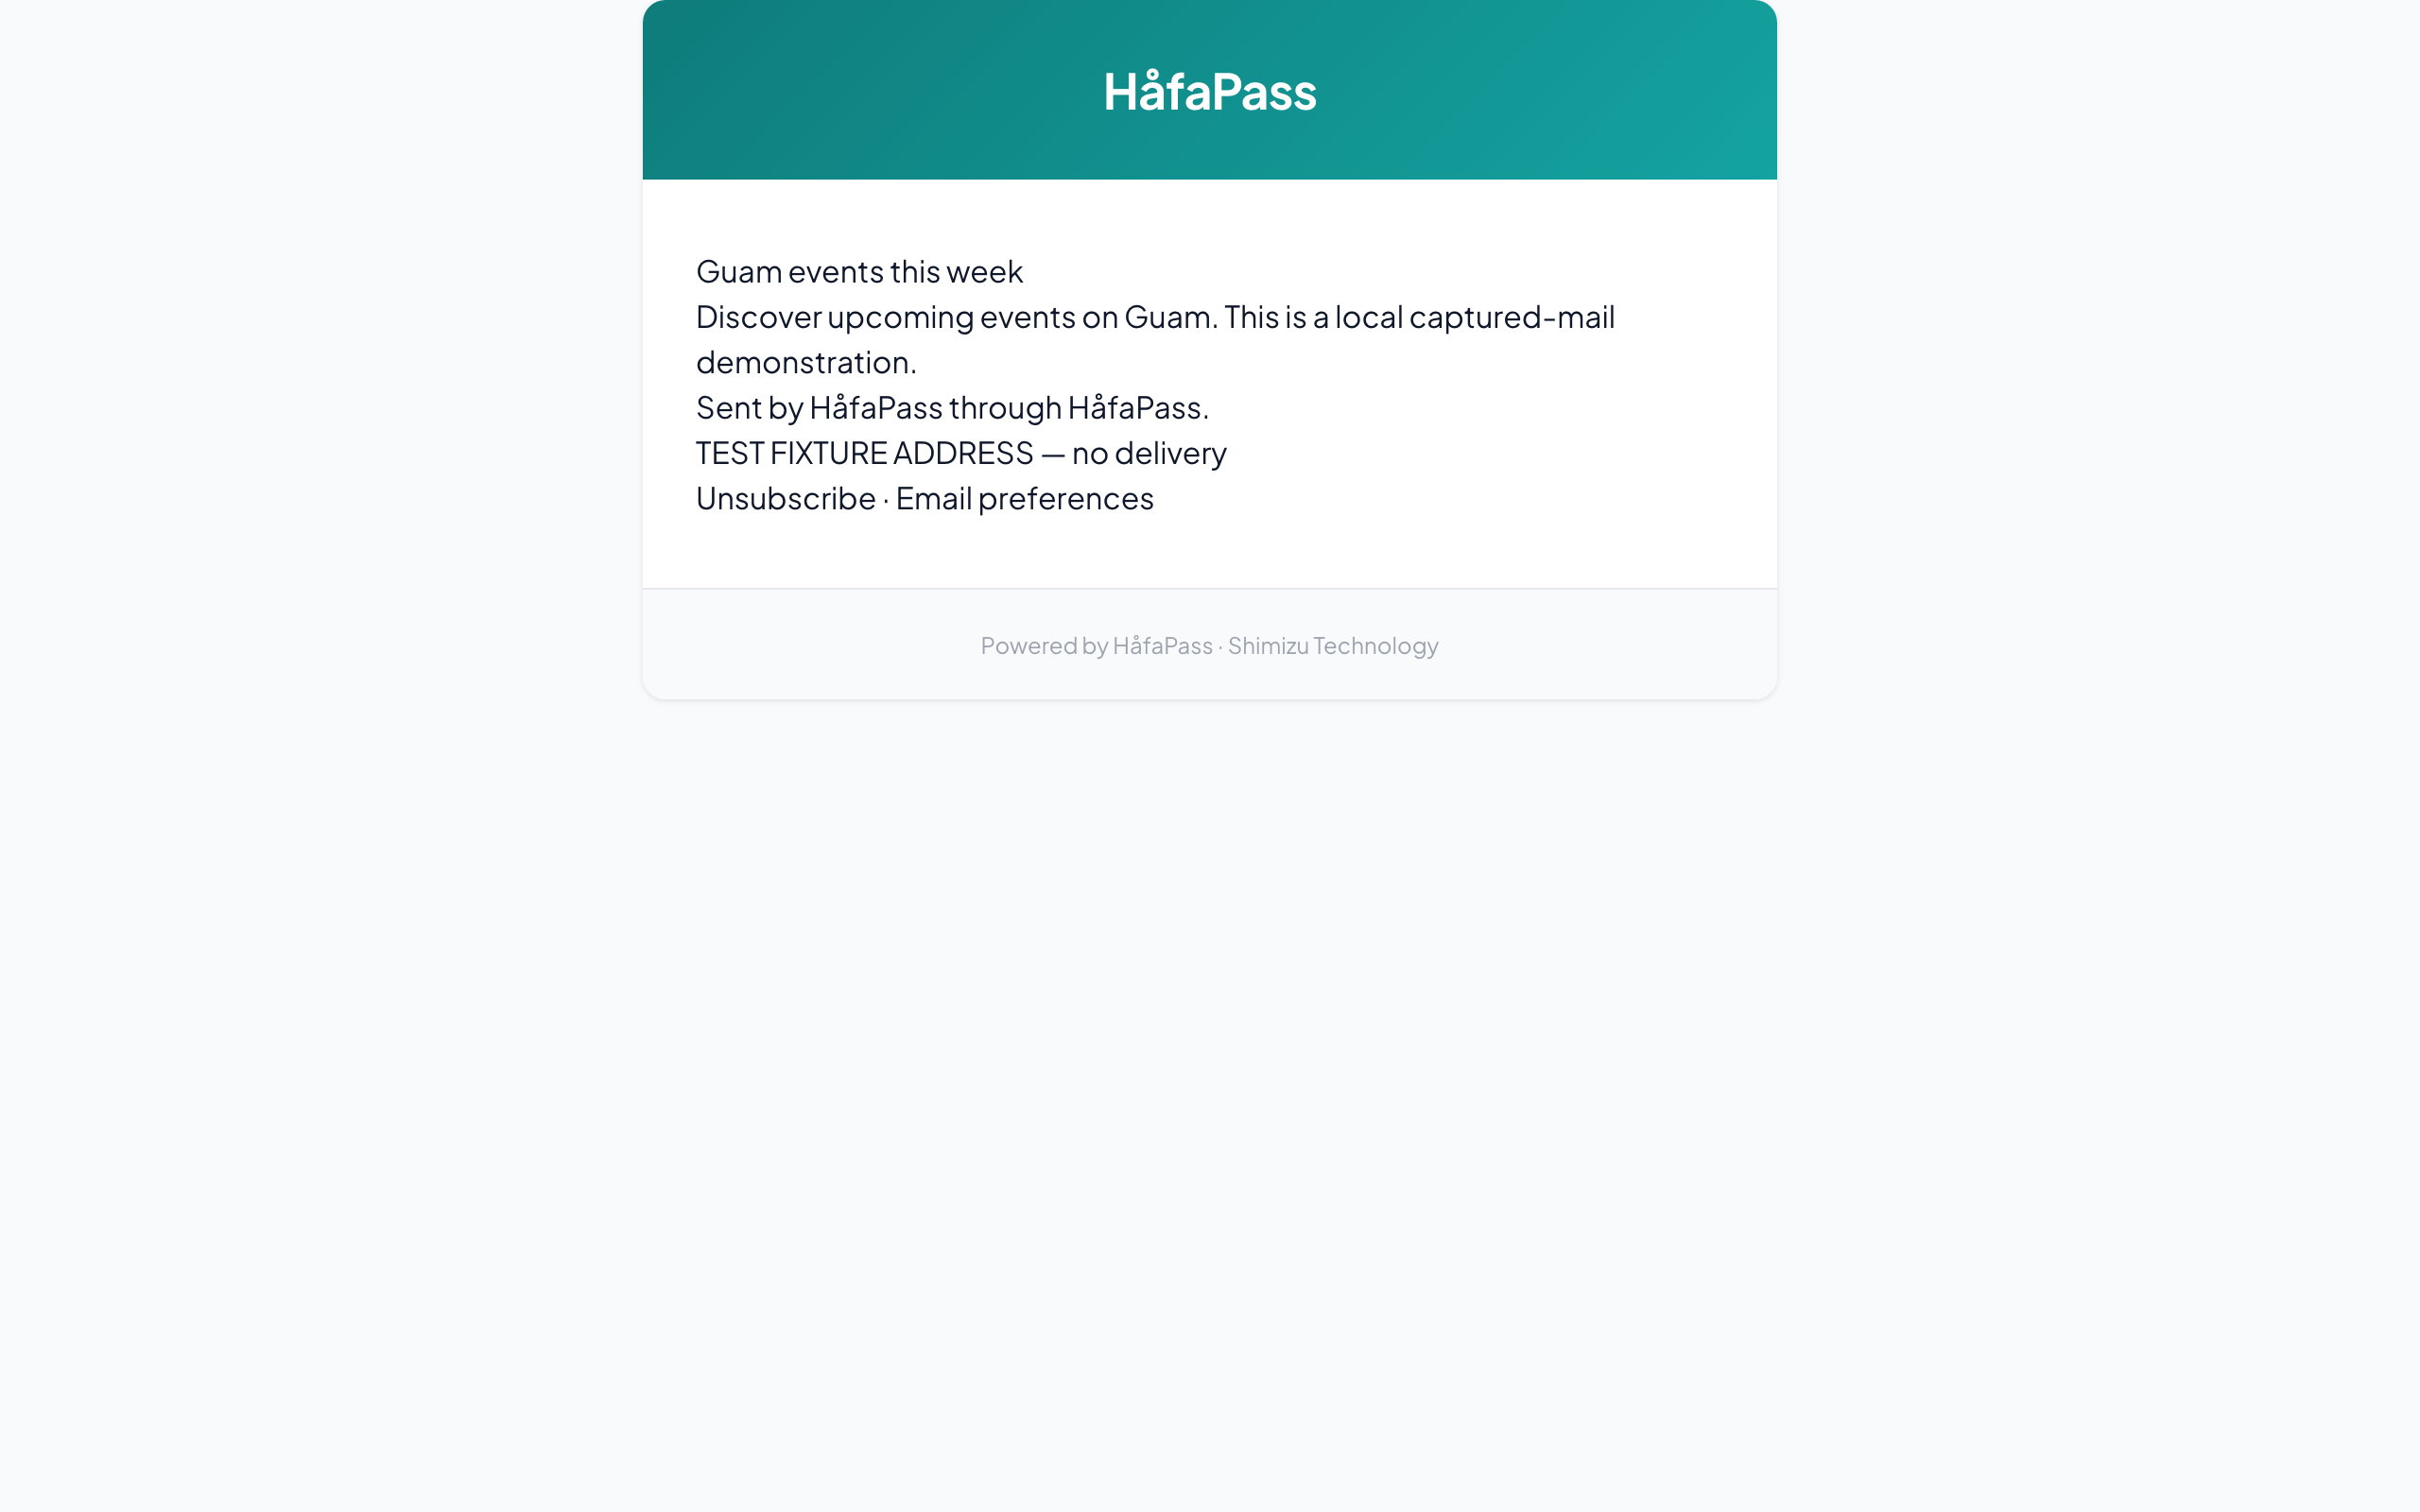 HåfaPass
Guam events this week
Discover upcoming events on Guam. This is a local captured-mail
demonstration.
Sent by HåfaPass through HåfaPass.
TEST FIXTURE ADDRESS — no delivery
Unsubscribe · Email preferences
Powered by HåfaPass · Shimizu Technology